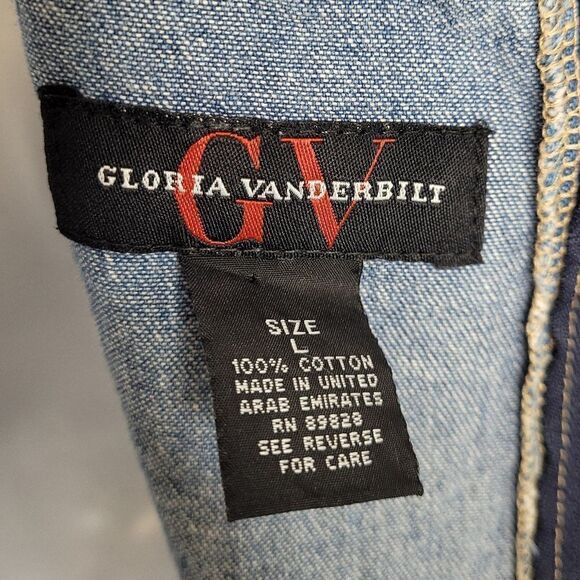 GV
GLORIA VANDERBILT
SIZE
L
100% COTTON
MADE IN UNITED
ARAB EMIRATES
RN 89828
SEE REVERSE
FOR CARE